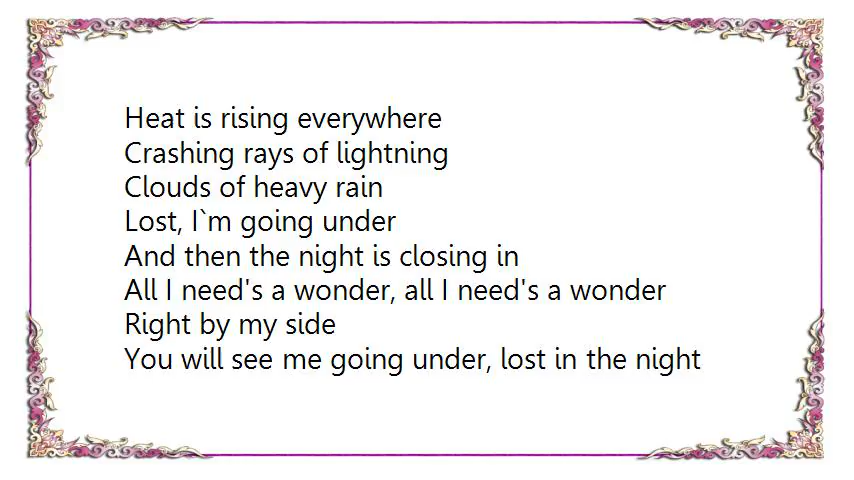 Heat is rising everywhere
Crashing rays of lightning
Clouds of heavy rain
Lost, I`m going under
And then the night is closing in
All I need's a wonder, all I need's a wonder
Right by my side
You will see me going under, lost in the night